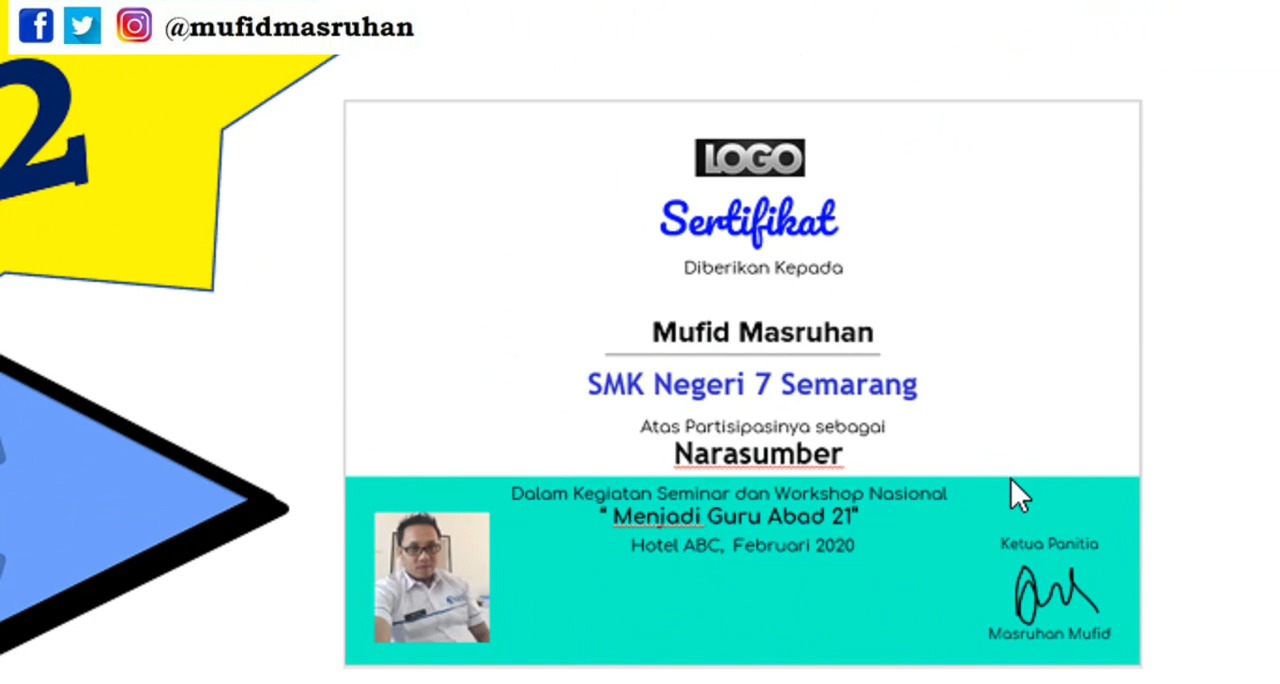 @mufidmasruhan
2
LOGO
Sertifikat
Diberikan Kepada
Mufid Masruhan
SMK Negeri 7 Semarang
Atas Partisipasinya sebagai
Narasumber
Dalam Kegiatan Seminar dan Workshop Nasional
" Menjadi Guru Abad 21"
Hotel ABC, Februari 2020
Ketua Panitia
Masruhan Mufid